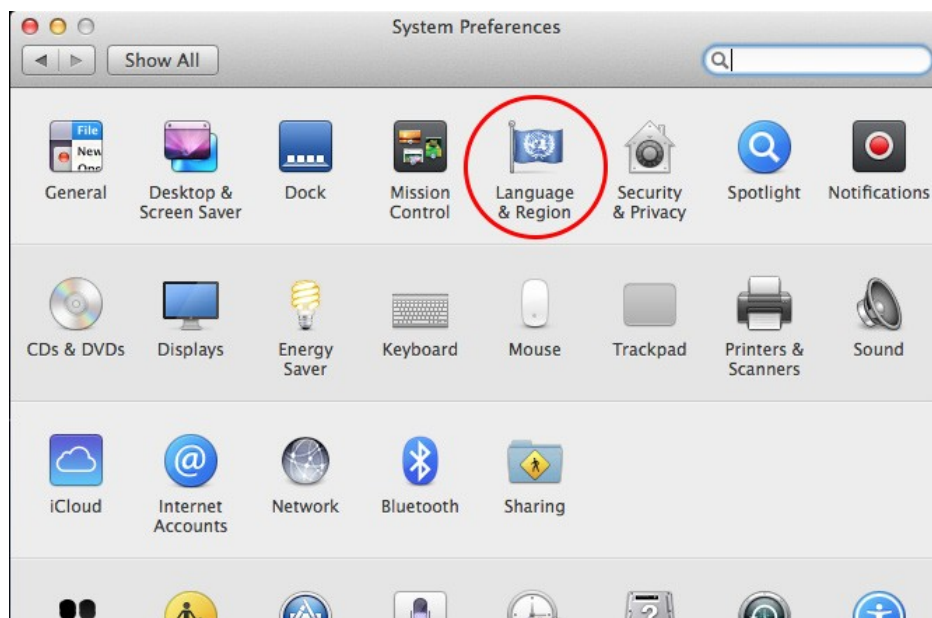 System Preferences
Show All
File
New
General
Desktop &
Screen Saver
Dock
Mission
Control
Language
& Region
Security
& Privacy
Spotlight
Notifications
CDs & DVDs
Displays
Energy
Saver
Keyboard
Mouse
Trackpad
Printers &
Scanners
Sound
iCloud
@
Internet
Accounts
Network
Bluetooth
Sharing
?